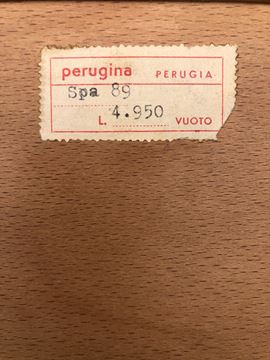 perugina PERUGIA
Spa 89
L. 4.950 VUOTO